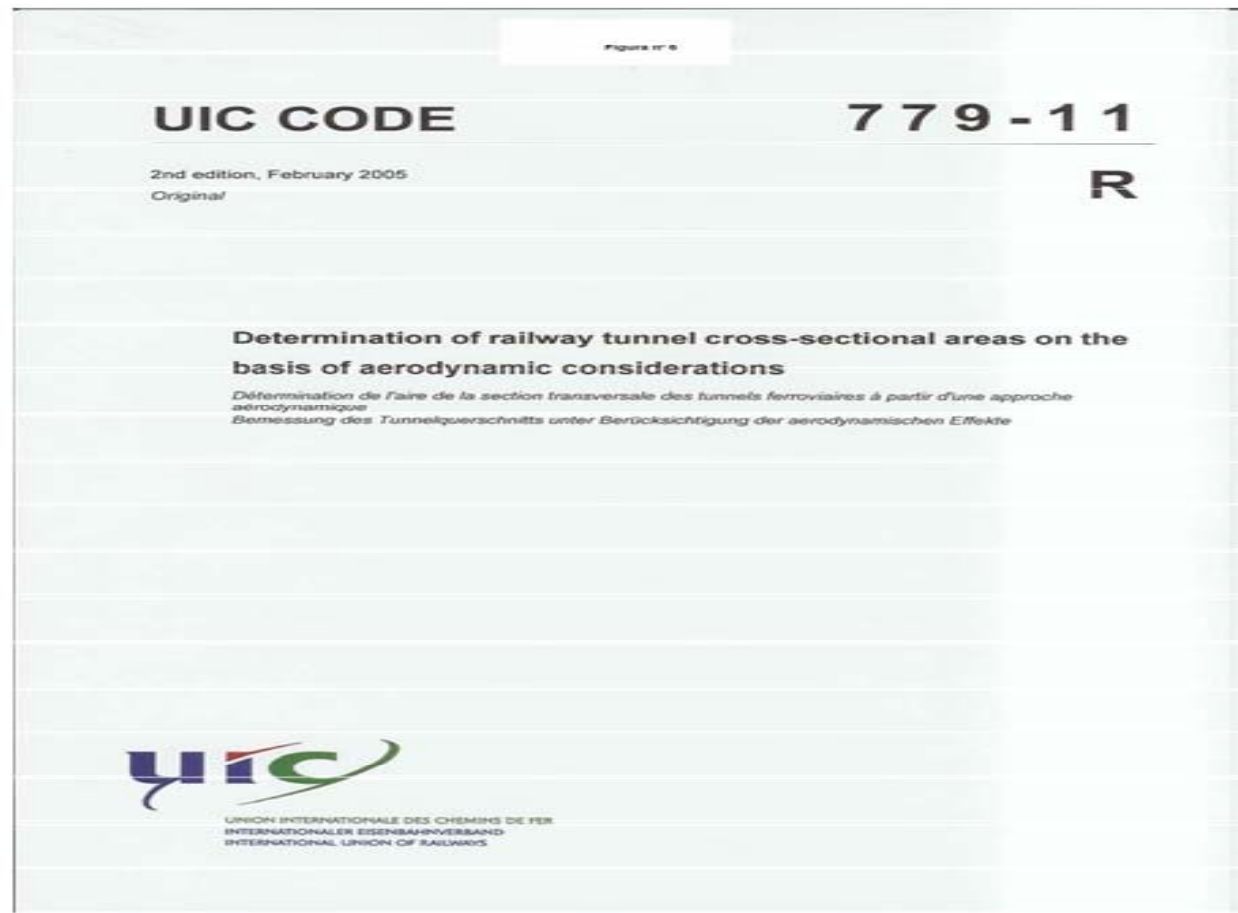 Figura nº 6
UIC CODE
779-11
2nd edition, February 2005
R
Original
Determination of railway tunnel cross-sectional areas on the
basis of aerodynamic considerations
Détermination de l'aire de la section transversale des tunnels ferroviaires à partir d'une approche
aérodynamique
Bemessung des Tunnelquerschnitts unter Berücksichtigung der aerodynamischen Effekte
uic
UNION INTERNATIONALE DES CHEMINS DE FER
INTERNATIONALER EISENBAHNVERBAND
INTERNATIONAL UNION OF RAILWAYS